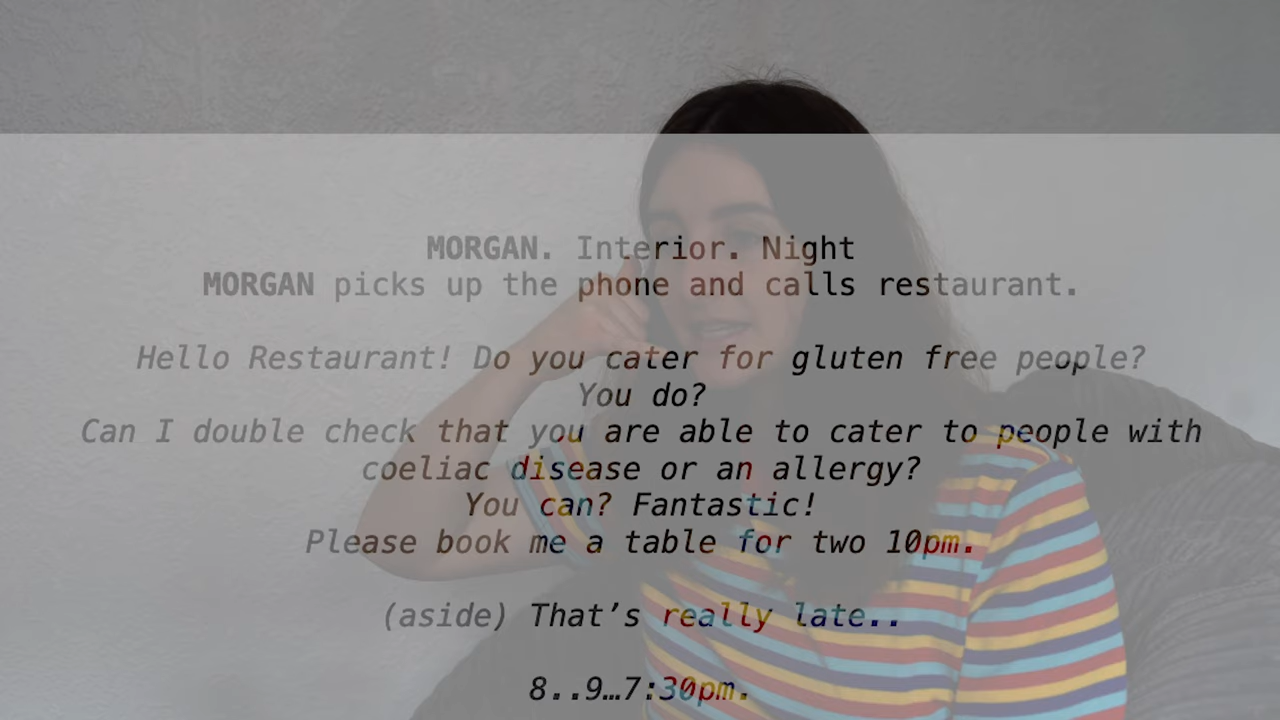 MORGAN. Interior. Night
MORGAN picks up the phone and calls restaurant.
Hello Restaurant! Do you cater for gluten free people?
You do?
Can I double check that you are able to cater to people with
coeliac disease or an allergy?
You can? Fantastic!
Please book me a table for two 10pm.
(aside) That’s really late..
8..9…7:30pm.